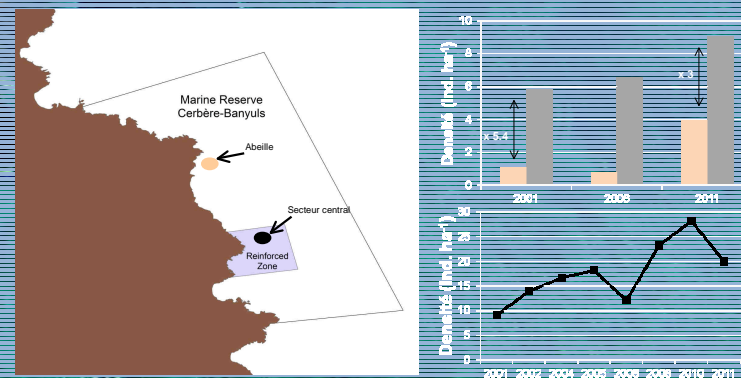 Marine Reserve
Cerbère-Banyuls
Abeille
Secteur central
Reinforced
Zone
Densité (ind. ha-1)
10
8
6
4
2
0
x 5.4
x 3
2001
2006
2011
Densité (ind. ha-1)
30
25
20
15
10
5
0
2001
2002
2004
2005
2006
2010
2011